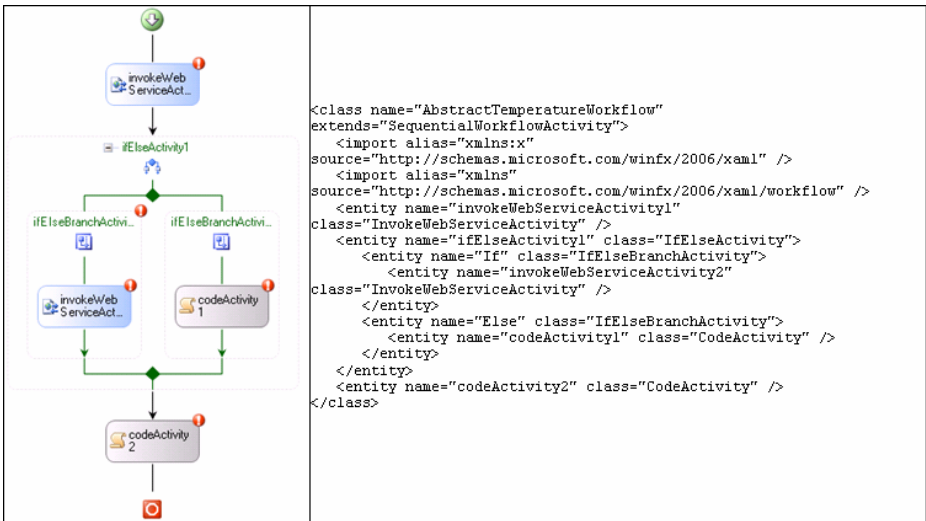 invokeWeb
ServiceAct...
ifElseActivity1
ifElseBranchActivi...
ifElseBranchActivi...
invokeWeb
ServiceAct...
codeActivity
1
codeActivity
2
<class name="AbstractTemperatureWorkflow"
extends="SequentialWorkflowActivity">
<import alias="xmlns:x"
source="http://schemas.microsoft.com/winfx/2006/xaml" />
<import alias="xmlns"
source="http://schemas.microsoft.com/winfx/2006/xaml/workflow" />
<entity name="invokeWebServiceActivity1"
class="InvokeWebServiceActivity" />
<entity name="ifElseActivity1" class="IfElseActivity">
<entity name="If" class="IfElseBranchActivity">
<entity name="invokeWebServiceActivity2"
class="InvokeWebServiceActivity" />
</entity>
<entity name="Else" class="IfElseBranchActivity">
<entity name="codeActivity1" class="CodeActivity" />
</entity>
</entity>
<entity name="codeActivity2" class="CodeActivity" />
</class>